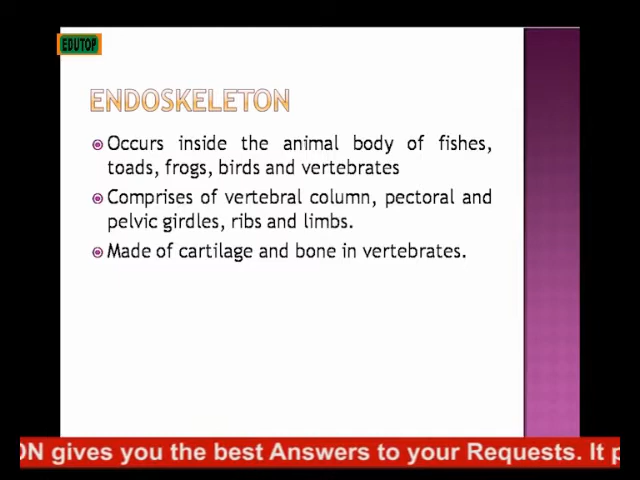 EDUTOP
ENDOSKELETON
Occurs inside the animal body of fishes,
toads, frogs, birds and vertebrates
Comprises of vertebral column, pectoral and
pelvic girdles, ribs and limbs.
Made of cartilage and bone in vertebrates.
ON gives you the best Answers to your Requests. It p